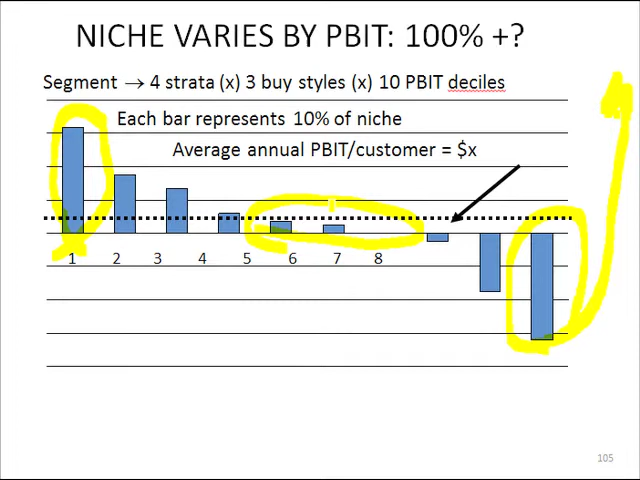 NICHE VARIES BY PBIT: 100% +?
Segment → 4 strata (x) 3 buy styles (x) 10 PBIT deciles
Each bar represents 10% of niche
Average annual PBIT/customer = $x
1 2 3 4 5 6 7 8
105